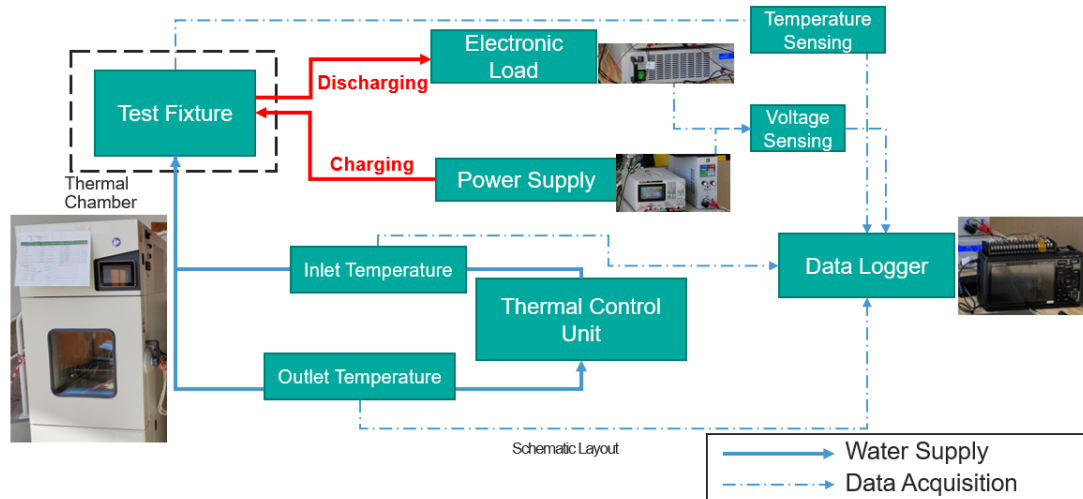 Temperature
Sensing
Electronic
Load
Discharging
Test Fixture
Voltage
Sensing
Charging
Power Supply
Thermal
Chamber
Inlet Temperature
Data Logger
Thermal Control
Unit
Outlet Temperature
Schematic Layout
Water Supply
Data Acquisition